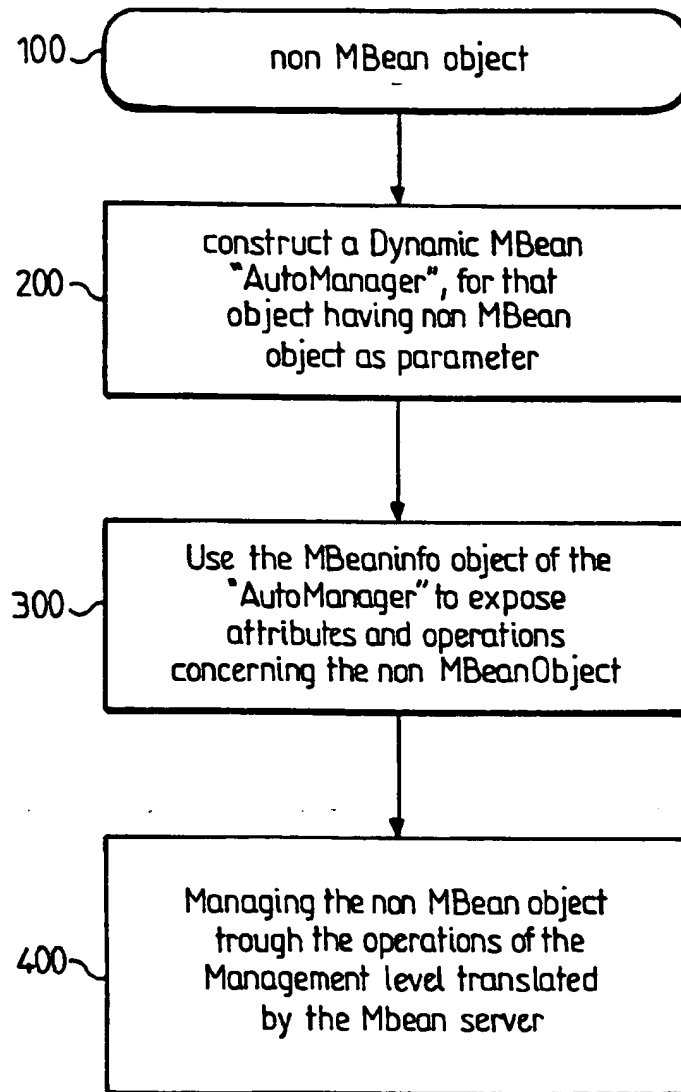 100
non MBean object
200
construct a Dynamic MBean
"AutoManager", for that
object having non MBean
object as parameter
300
Use the MBeaninfo object of the
"AutoManager" to expose
attributes and operations
concerning the non MBeanObject
400
Managing the non MBean object
trough the operations of the
Management level translated
by the Mbean server